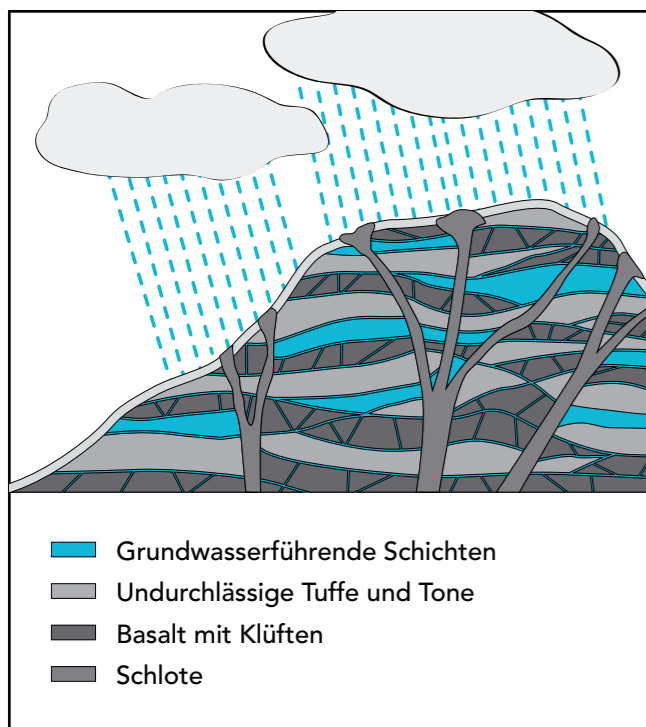 Grundwasserführende Schichten
Undurchlässige Tuffe und Tone
Basalt mit Klüften
Schlote